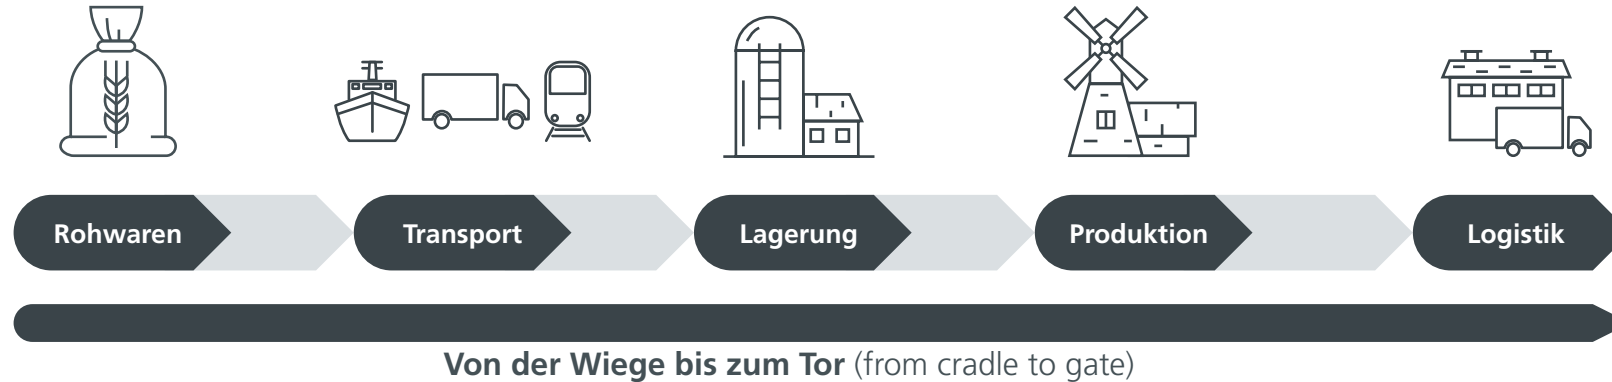 Rohwaren Transport Lagerung Produktion Logistik
Von der Wiege bis zum Tor (from cradle to gate)